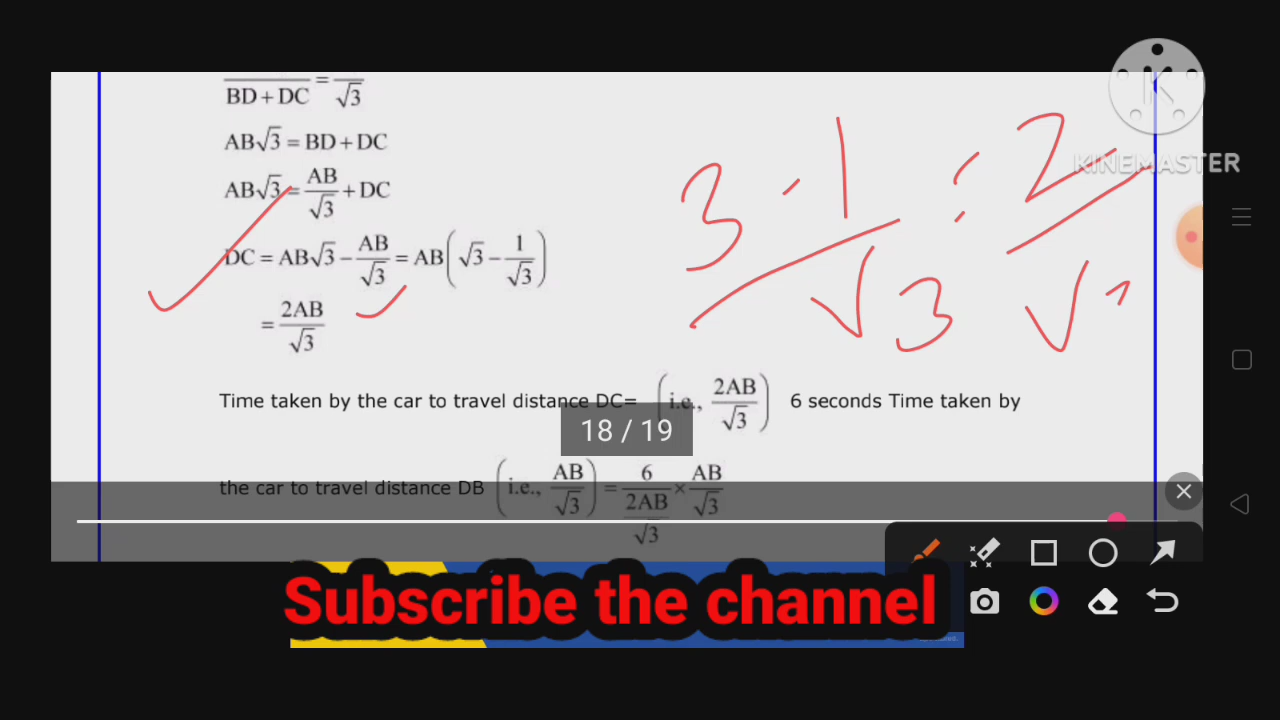 BD + DC = √3
AB√3 = BD + DC
AB√3 = AB/√3 + DC
DC = AB√3 − AB/√3 = AB(√3 − 1/√3)
= 2AB/√3
3 - 1 / √3 = 2 / √
KINEMASTER
Time taken by the car to travel distance DC= (i.e., 2AB/√3) 6 seconds Time taken by
18 / 19
the car to travel distance DB (i.e., AB/√3) = 6/(2AB/√3) × AB/√3
Subscribe the channel